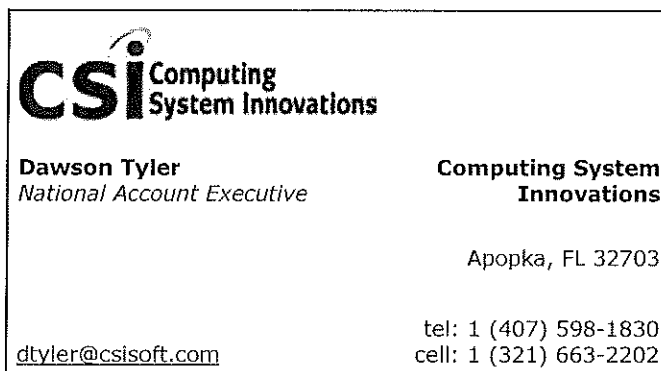 csi Computing
System Innovations
Dawson Tyler
National Account Executive
Computing System
Innovations
Apopka, FL 32703
dtyler@csisoft.com
tel: 1 (407) 598-1830
cell: 1 (321) 663-2202